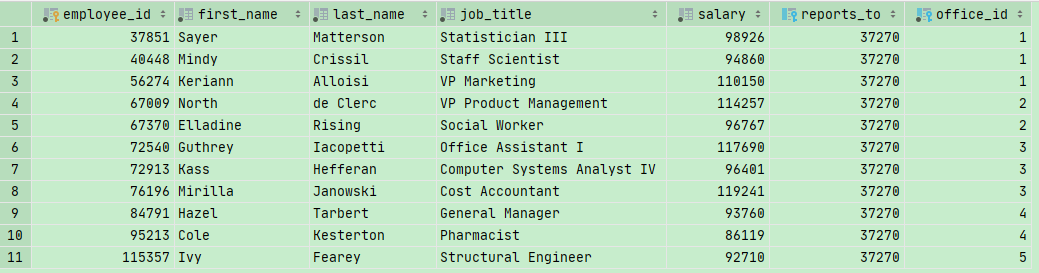 employee_id first_name last_name job_title salary reports_to office_id
1 37851 Sayer Matterson Statistician III 98926 37270 1
2 40448 Mindy Crissil Staff Scientist 94860 37270 1
3 56274 Keriann Alloisi VP Marketing 110150 37270 1
4 67009 North de Clerc VP Product Management 114257 37270 2
5 67370 Elladine Rising Social Worker 96767 37270 2
6 72540 Guthrey Iacopetti Office Assistant I 117690 37270 3
7 72913 Kass Hefferan Computer Systems Analyst IV 96401 37270 3
8 76196 Mirilla Janowski Cost Accountant 119241 37270 3
9 84791 Hazel Tarbert General Manager 93760 37270 4
10 95213 Cole Kesterton Pharmacist 86119 37270 4
11 115357 Ivy Fearey Structural Engineer 92710 37270 5